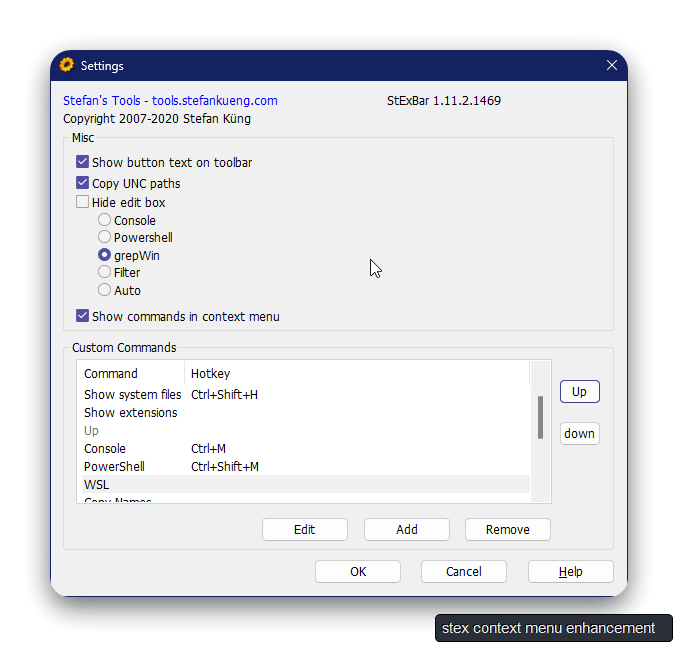 Settings
Stefan's Tools - tools.stefankueng.com StExBar 1.11.2.1469
Copyright 2007-2020 Stefan Küng
Misc
Show button text on toolbar
Copy UNC paths
Hide edit box
Console
Powershell
grepWin
Filter
Auto
Show commands in context menu
Custom Commands
Command Hotkey
Show system files Ctrl+Shift+H
Show extensions
Up
Console Ctrl+M
PowerShell Ctrl+Shift+M
WSL
Copy Names
Up
down
Edit Add Remove
OK Cancel Help
stex context menu enhancement